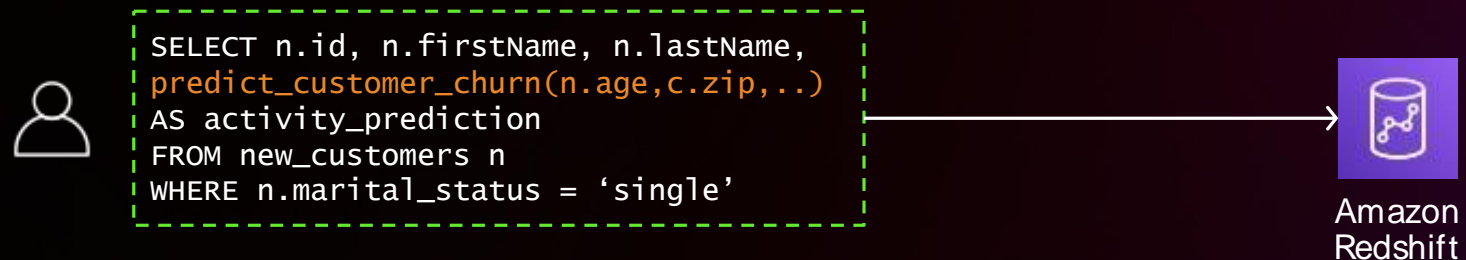 SELECT n.id, n.firstName, n.lastName,
predict_customer_churn(n.age,c.zip,..)
AS activity_prediction
FROM new_customers n
WHERE n.marital_status = ‘single’
Amazon
Redshift